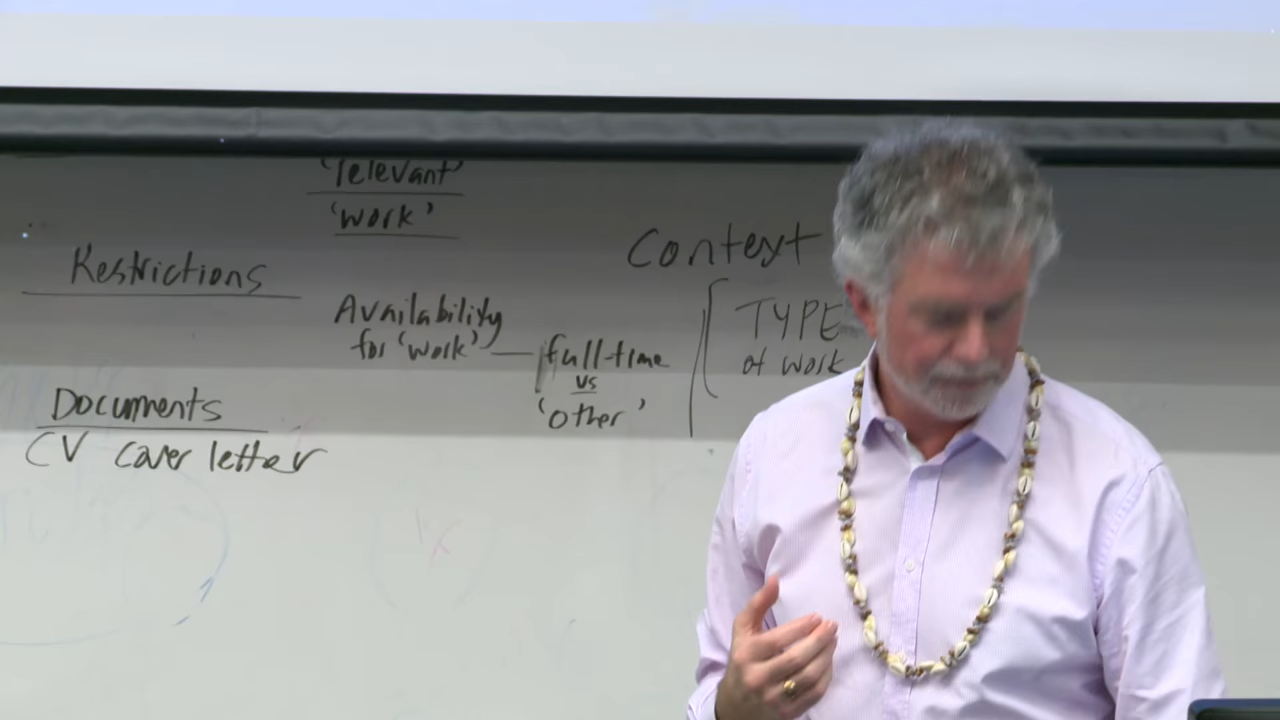 'relevant'
'work'
Restrictions
Context
Availability
for 'work' — full-time
vs
'other'
TYPE
of work
Documents
CV cover letter